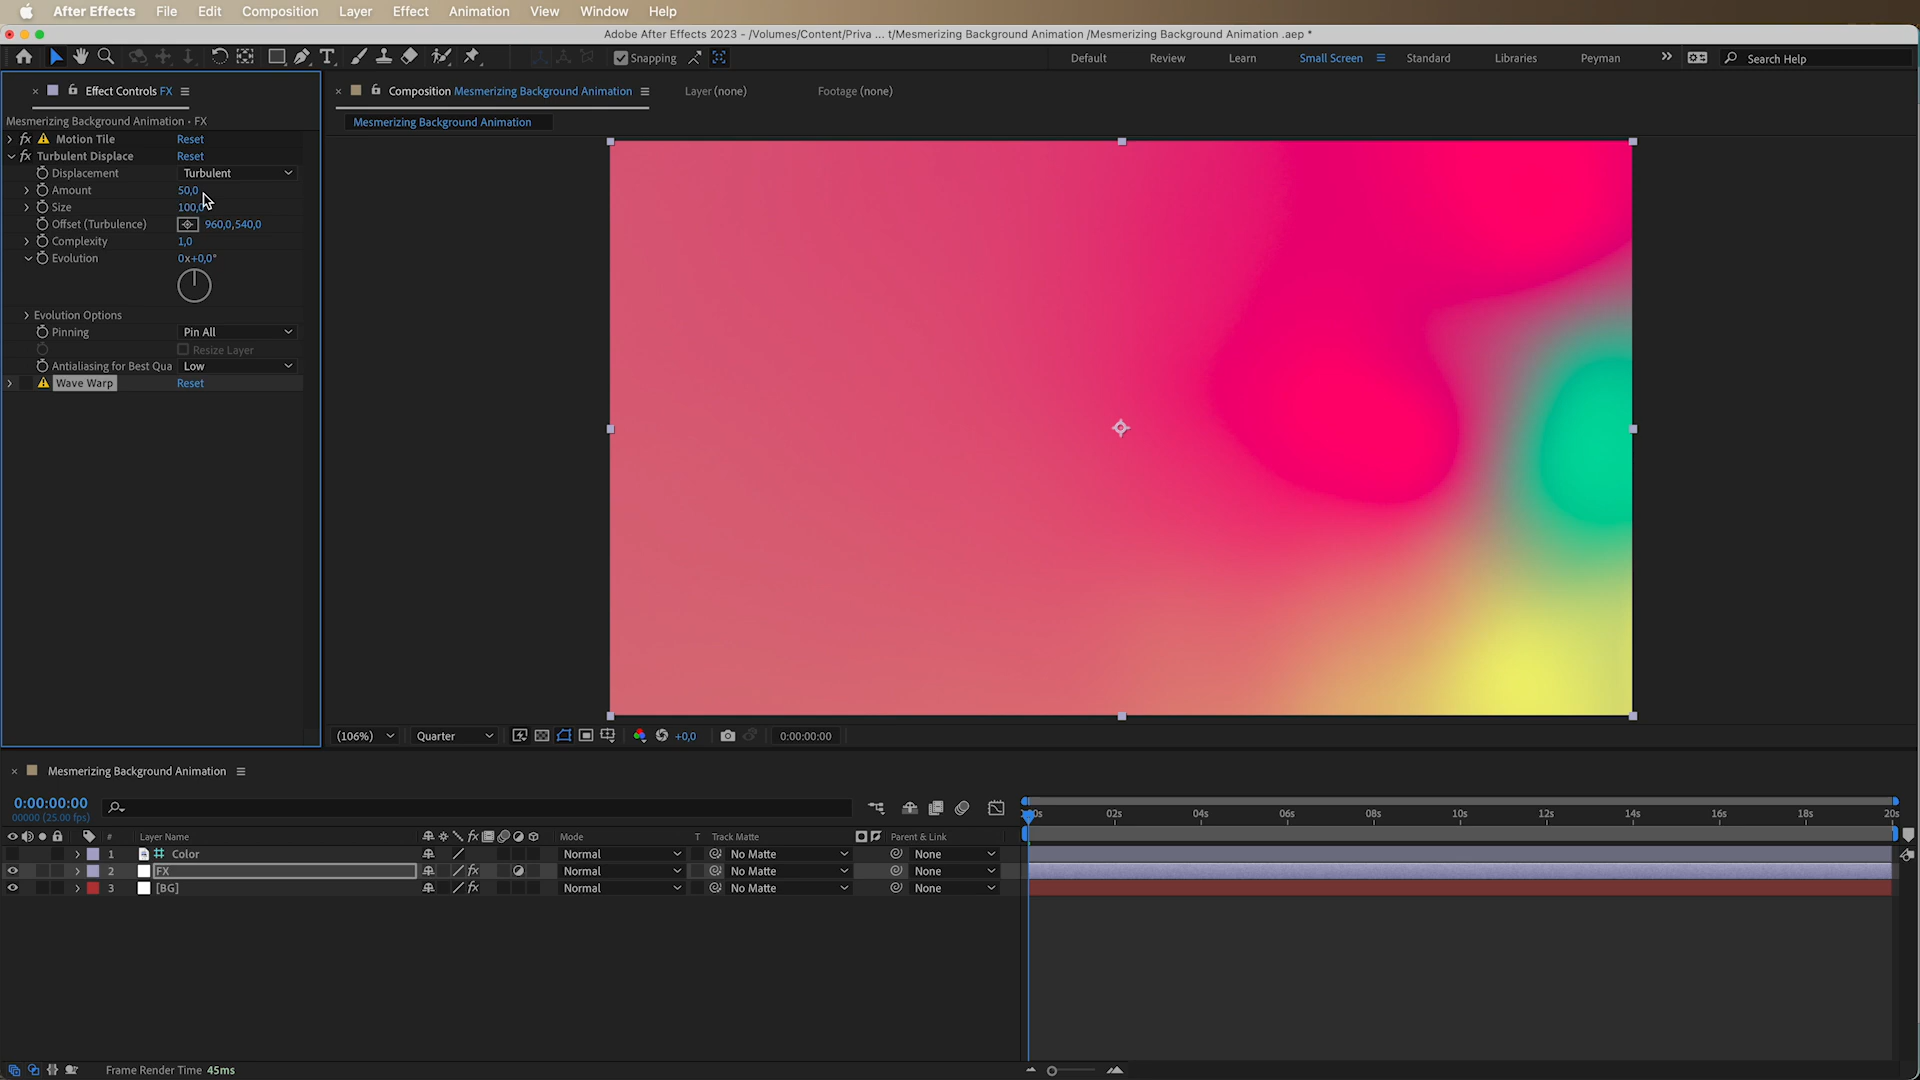 After Effects File Edit Composition Layer Effect Animation View Window Help
Adobe After Effects 2023 - /Volumes/Content/Priva ... t/Mesmerizing Background Animation /Mesmerizing Background Animation .aep *
Snapping Default Review Learn Small Screen Standard Libraries Peyman Search Help
Effect Controls FX
Composition Mesmerizing Background Animation Layer (none) Footage (none)
Mesmerizing Background Animation • FX
Mesmerizing Background Animation
fx Motion Tile Reset
fx Turbulent Displace Reset
Displacement Turbulent
Amount 50,0
Size 100,0
Offset (Turbulence) 960,0,540,0
Complexity 1,0
Evolution 0x+0,0°
Evolution Options
Pinning Pin All
Resize Layer
Antialiasing for Best Qua Low
Wave Warp Reset
(106%) Quarter +0,0 0:00:00:00
Mesmerizing Background Animation
0:00:00:00
00000 (25.00 fps)
02s 04s 06s 08s 10s 12s 14s 16s 18s 20s
# Layer Name fx Mode T Track Matte Parent & Link
1 Color Normal No Matte None
2 FX fx Normal No Matte None
3 [BG] fx Normal No Matte None
Frame Render Time 45ms